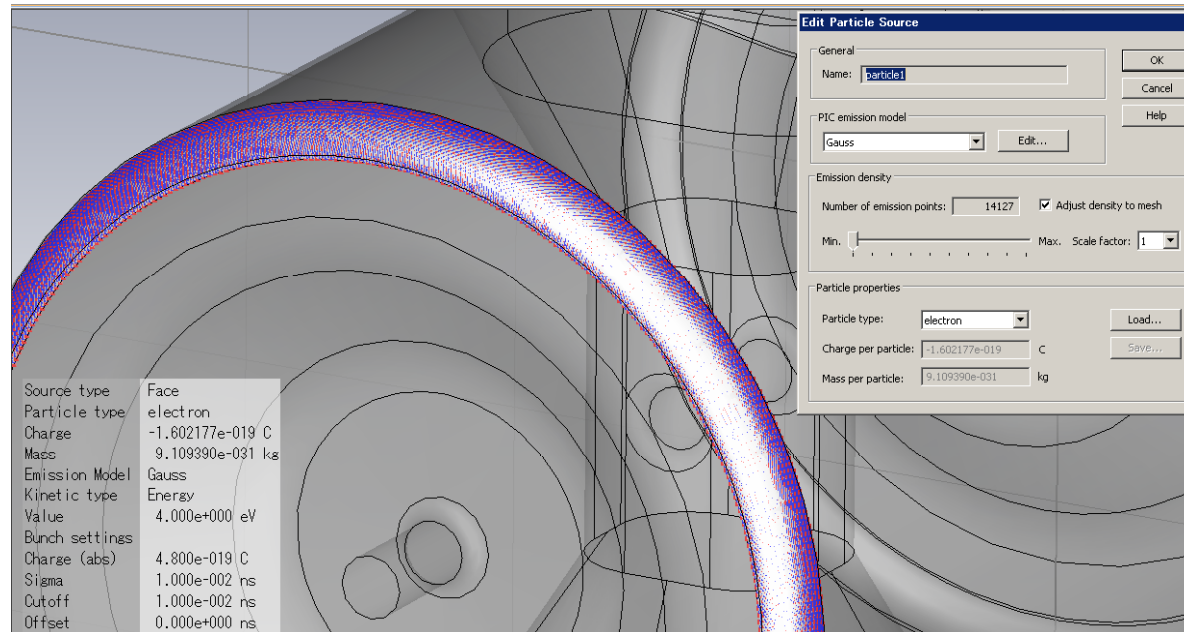 Edit Particle Source
General
Name: particle1
OK
Cancel
Help
PIC emission model
Gauss
Edit...
Emission density
Number of emission points: 14127
Adjust density to mesh
Min.
Max.
Scale factor: 1
Particle properties
Particle type: electron
Load...
Charge per particle: -1.602177e-019 C
Save...
Mass per particle: 9.109390e-031 kg
Source type Face
Particle type electron
Charge -1.602177e-019 C
Mass 9.109390e-031 kg
Emission Model Gauss
Kinetic type Energy
Value 4.000e+000 eV
Bunch settings
Charge (abs) 4.800e-019 C
Sigma 1.000e-002 ns
Cutoff 1.000e-002 ns
Offset 0.000e+000 ns